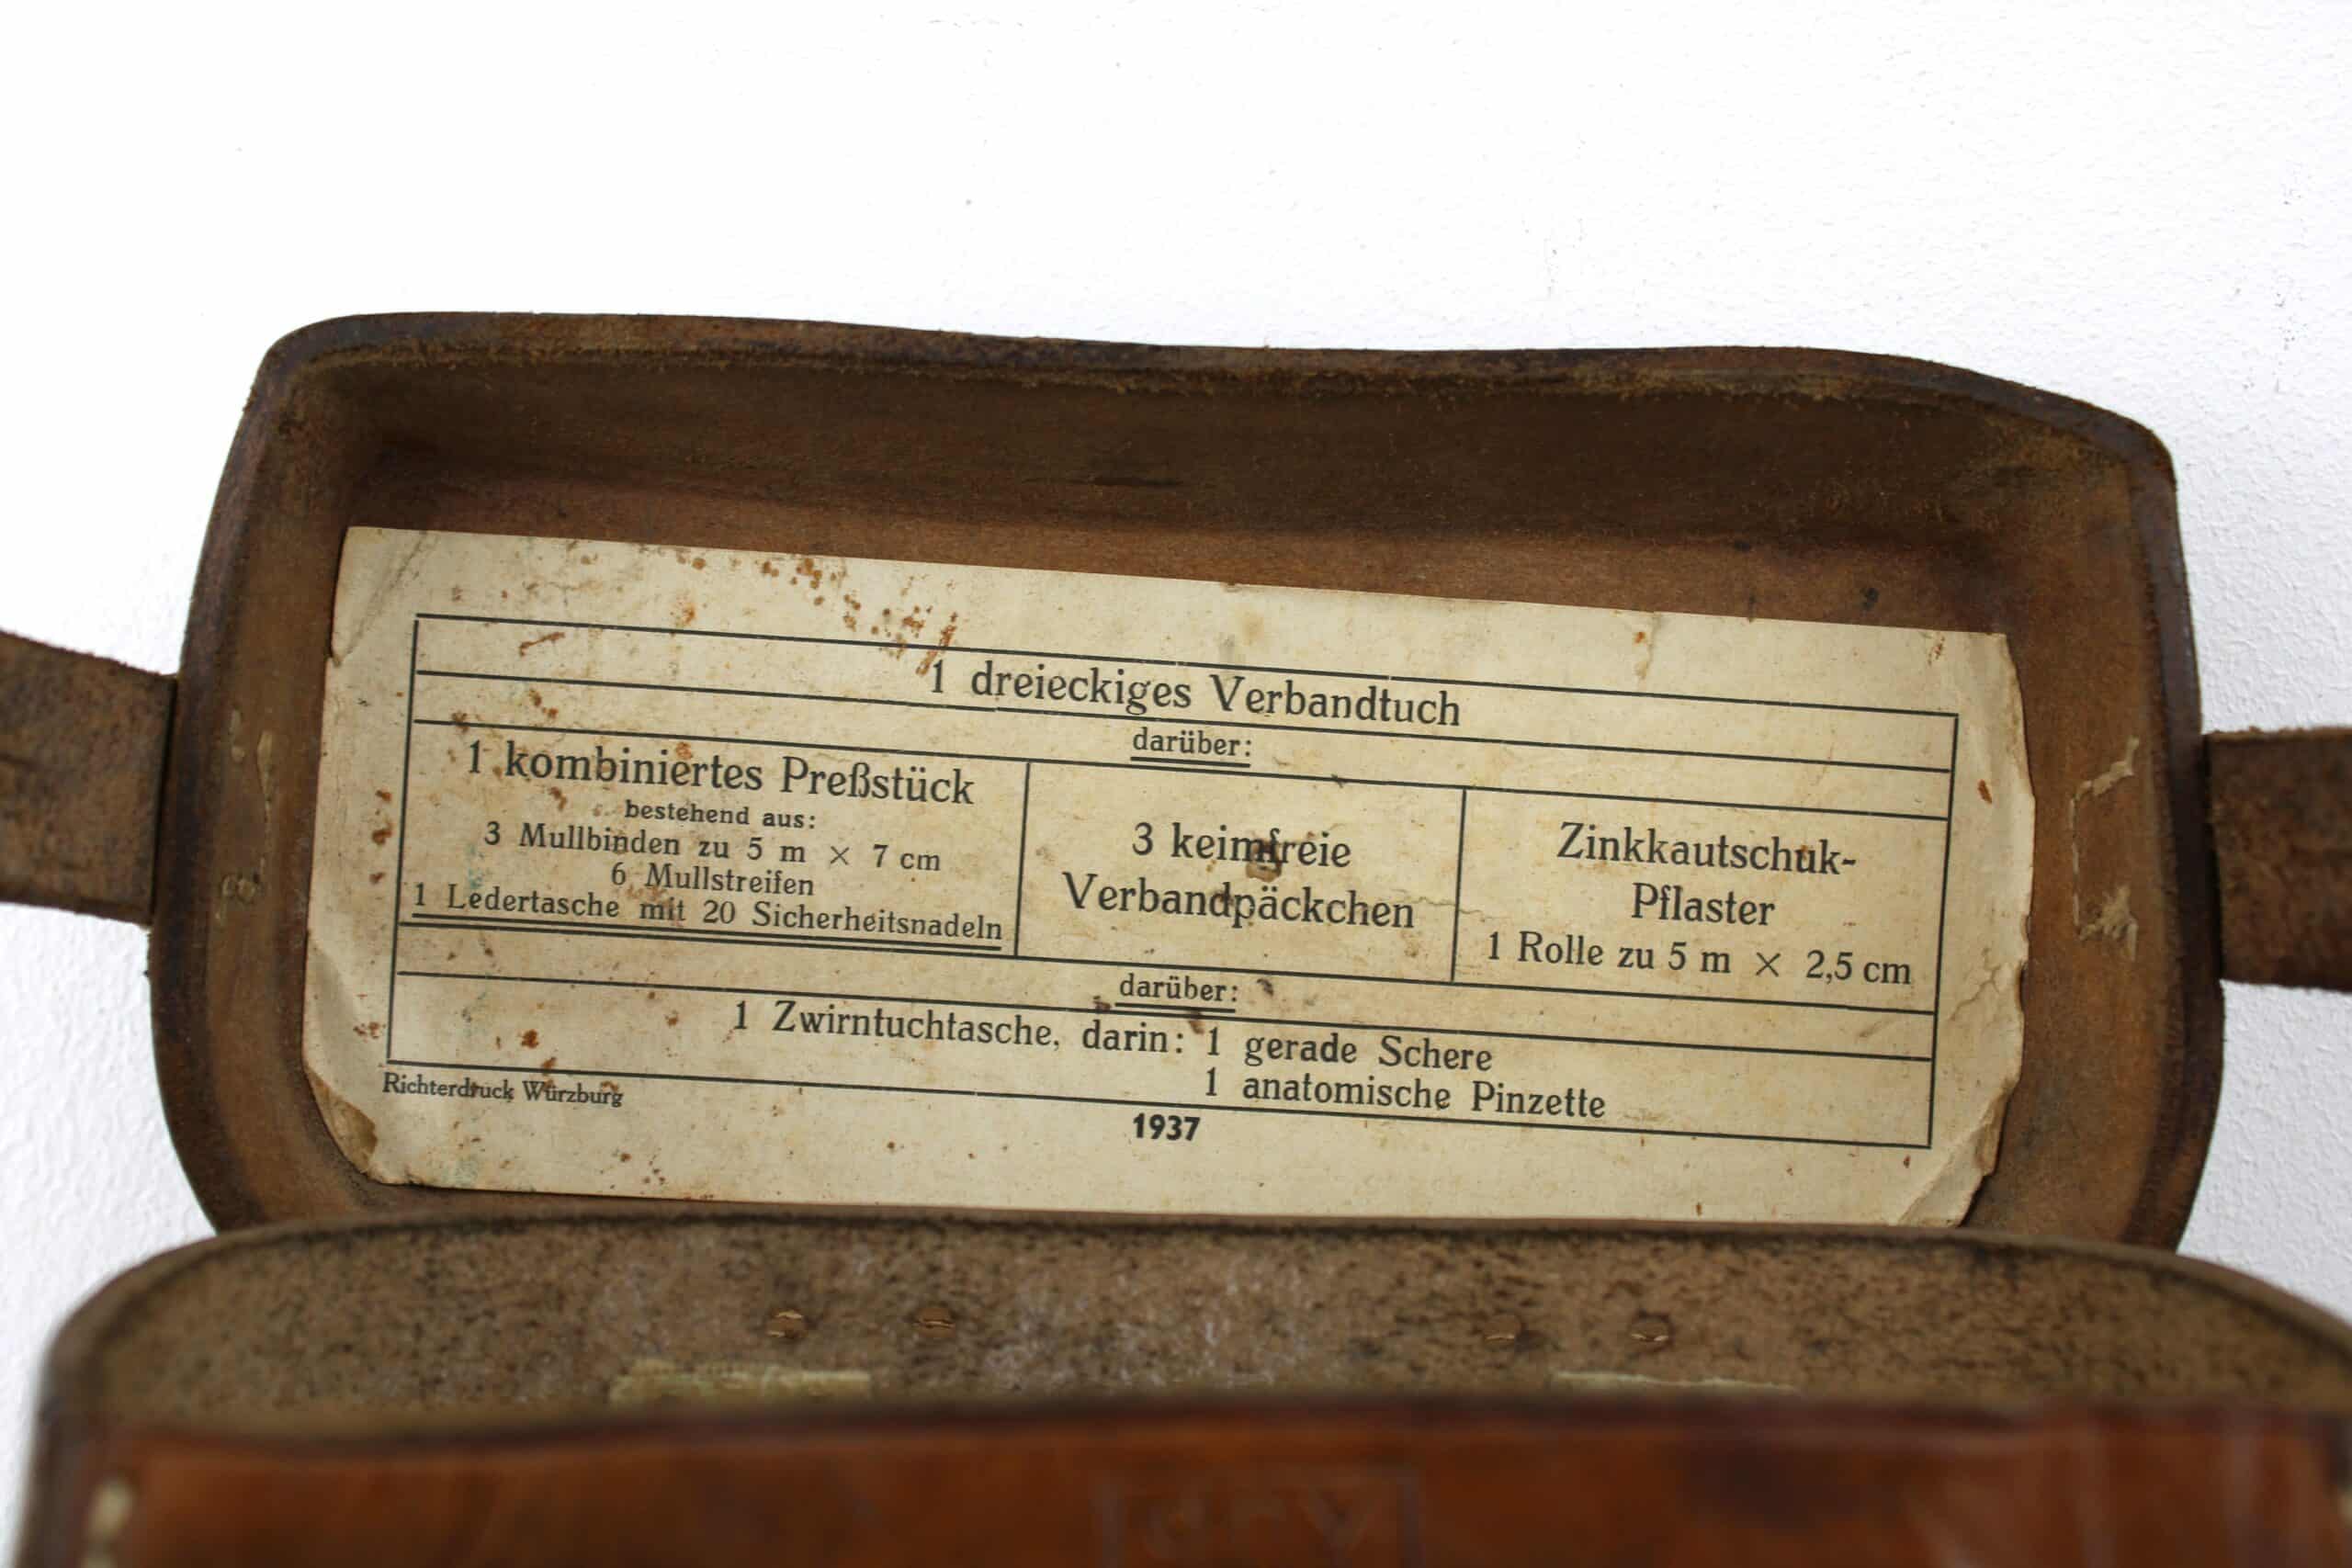 1 dreieckiges Verbandtuch
darüber:
1 kombiniertes Preßstück
bestehend aus:
3 Mullbinden zu 5 m × 7 cm
6 Mullstreifen
1 Ledertasche mit 20 Sicherheitsnadeln
3 keimfreie
Verbandpäckchen
Zinkkautschuk-
Pflaster
1 Rolle zu 5 m × 2,5 cm
darüber:
1 Zwirntuchtasche, darin: 1 gerade Schere
1 anatomische Pinzette
Richterdruck Würzburg
1937